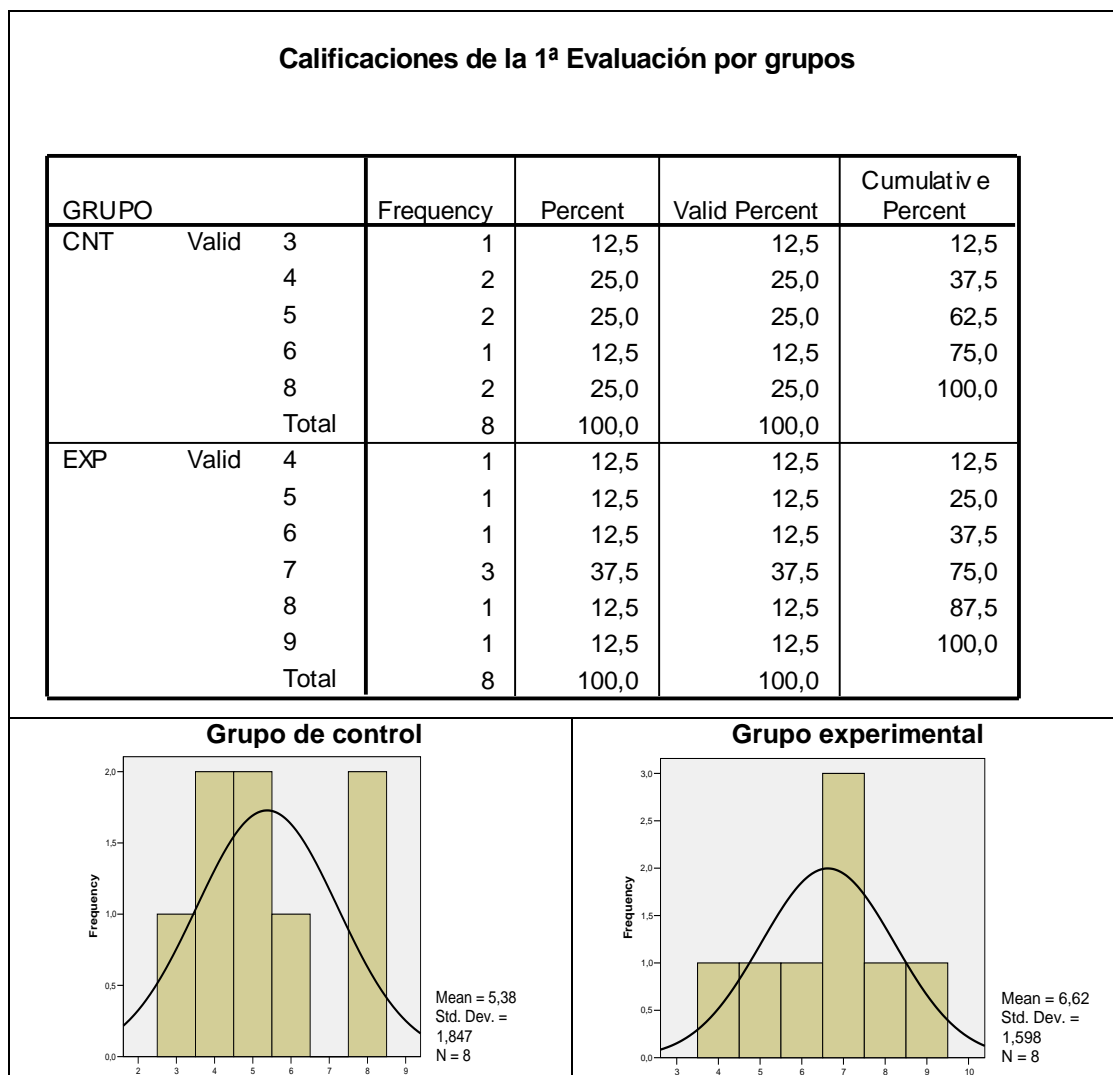 Calificaciones de la 1ª Evaluación por grupos
GRUPO Frequency Percent Valid Percent Cumulativ e Percent
CNT Valid 3 1 12,5 12,5 12,5
4 2 25,0 25,0 37,5
5 2 25,0 25,0 62,5
6 1 12,5 12,5 75,0
8 2 25,0 25,0 100,0
Total 8 100,0 100,0
EXP Valid 4 1 12,5 12,5 12,5
5 1 12,5 12,5 25,0
6 1 12,5 12,5 37,5
7 3 37,5 37,5 75,0
8 1 12,5 12,5 87,5
9 1 12,5 12,5 100,0
Total 8 100,0 100,0
Grupo de control
2,0
1,5
1,0
0,5
0,0
Frequency
2 3 4 5 6 7 8 9
Mean = 5,38
Std. Dev. =
1,847
N = 8
Grupo experimental
3,0
2,5
2,0
1,5
1,0
0,5
0,0
Frequency
3 4 5 6 7 8 9 10
Mean = 6,62
Std. Dev. =
1,598
N = 8